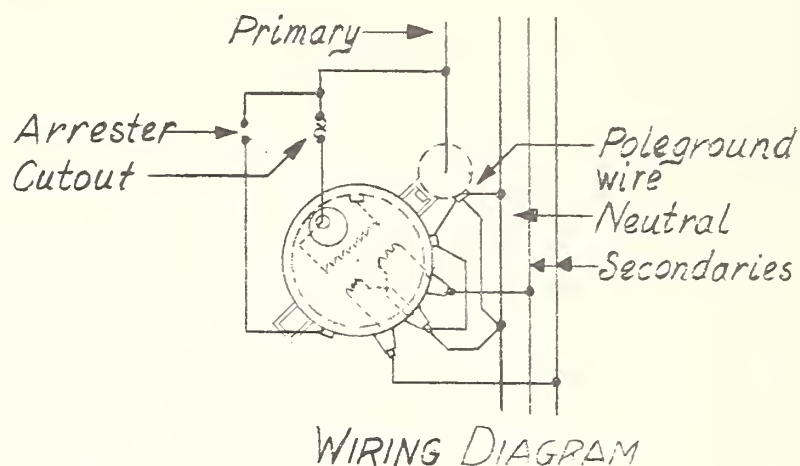 Primary
Arrester
Cutout
Poleground
wire
Neutral
Secondaries
WIRING DIAGRAM